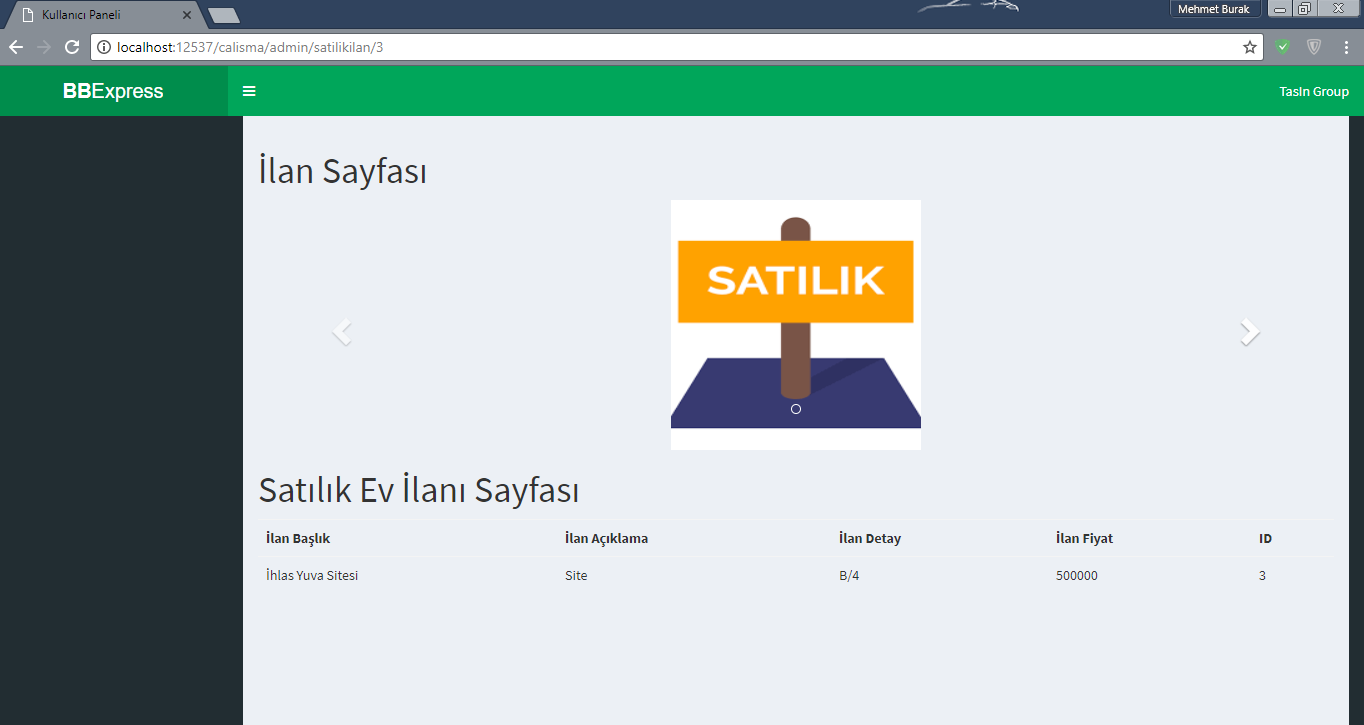 Kullanıcı Paneli
Mehmet Burak
localhost:12537/calisma/admin/satilikilan/3
BBExpress
TasIn Group
İlan Sayfası
SATILIK
Satılık Ev İlanı Sayfası
İlan Başlık İlan Açıklama İlan Detay İlan Fiyat ID
İhlas Yuva Sitesi Site B/4 500000 3